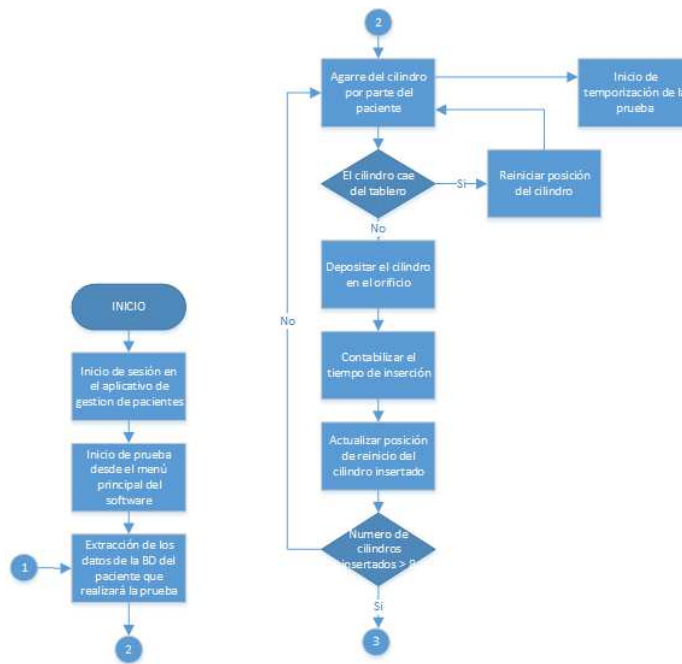 INICIO
Inicio de sesión en
el aplicativo de
gestion de pacientes
Inicio de prueba
desde el menú
principal del
software
1
Extracción de los
datos de la BD del
paciente que
realizará la prueba
2
2
Agarre del cilindro
por parte del
paciente
Inicio de
temporización de la
prueba
El cilindro cae
del tablero
Si
Reiniciar posición
del cilindro
No
Depositar el cilindro
en el orificio
Contabilizar el
tiempo de inserción
Actualizar posición
de reinicio del
cilindro insertado
Numero de
cilindros
insertados >
No
Si
3